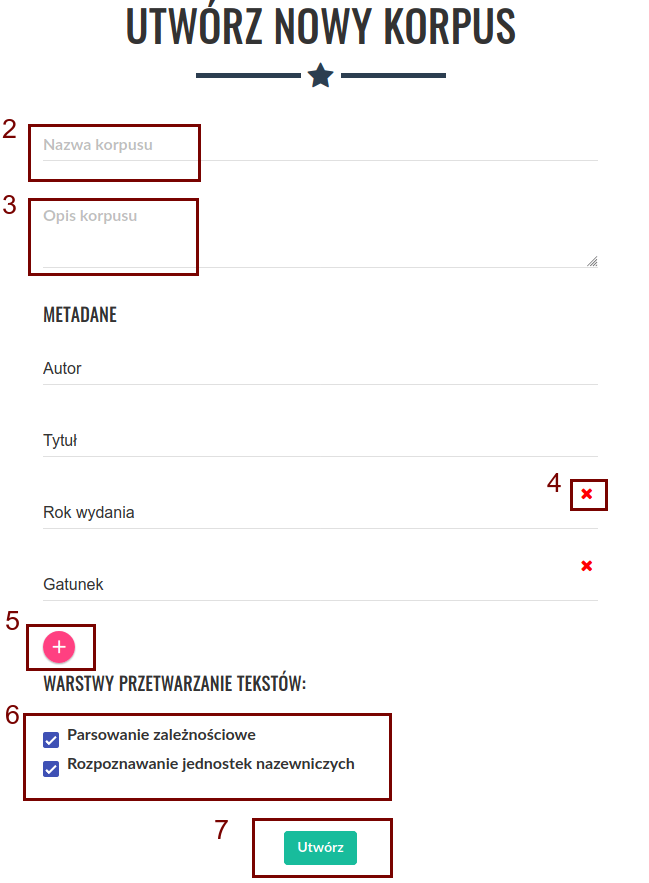 UTWÓRZ NOWY KORPUS
2
Nazwa korpusu
3
Opis korpusu
METADANE
Autor
Tytuł
4
Rok wydania
Gatunek
5
WARSTWY PRZETWARZANIE TEKSTÓW:
6
Parsowanie zależnościowe
Rozpoznawanie jednostek nazewniczych
7
Utwórz